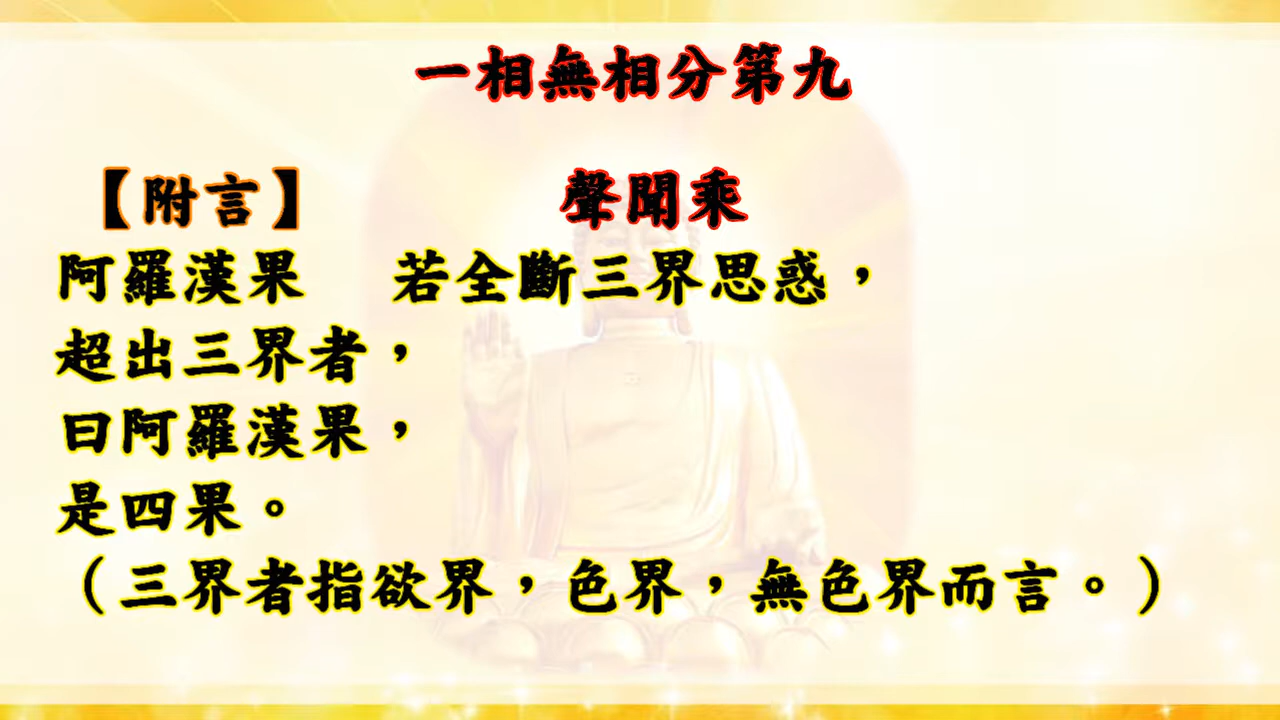 一相無相分第九
【附言】 聲聞乘
阿羅漢果 若全斷三界思惑，
超出三界者，
曰阿羅漢果，
是四果。
（三界者指欲界，色界，無色界而言。）